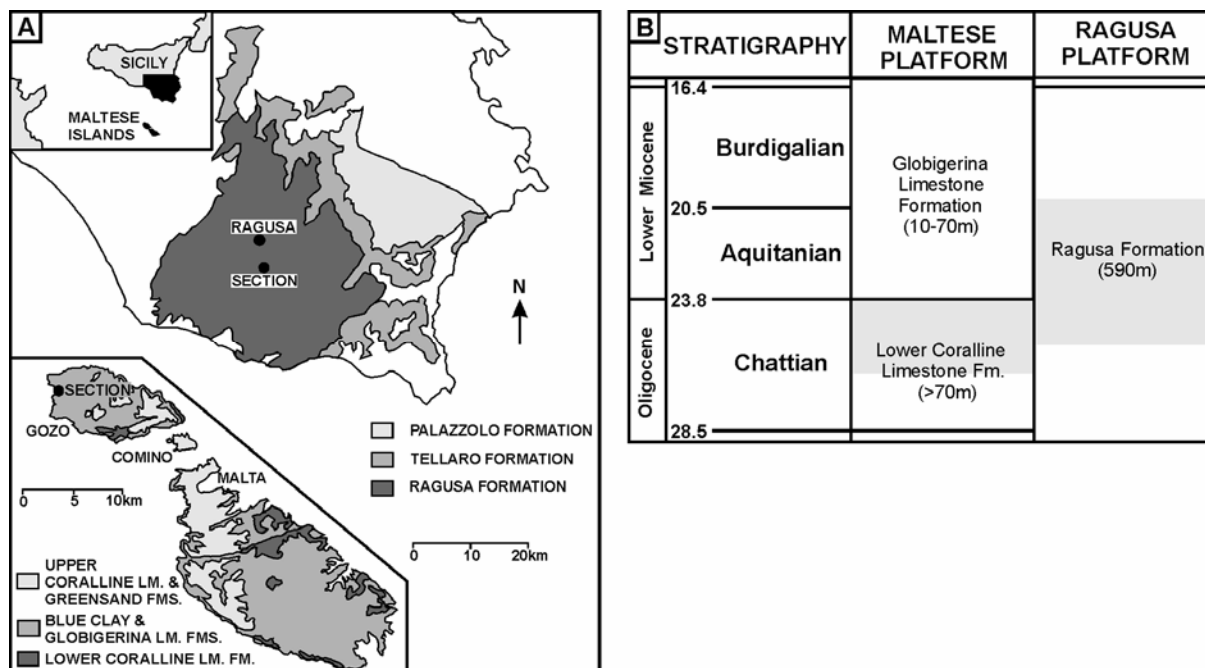 A
SICILY
MALTESE
ISLANDS
RAGUSA
SECTION
N
SECTION
GOZO
COMINO
MALTA
0 5 10km
PALAZZOLO FORMATION
TELLARO FORMATION
RAGUSA FORMATION
0 10 20km
UPPER
CORALLINE LM. &
GREENSAND FMS.
BLUE CLAY &
GLOBIGERINA LM. FMS.
LOWER CORALLINE LM. FM.
B
STRATIGRAPHY
MALTESE
PLATFORM
RAGUSA
PLATFORM
16.4
Lower Miocene
Burdigalian
Globigerina
Limestone
Formation
(10-70m)
20.5
Aquitanian
Ragusa Formation
(590m)
23.8
Oligocene
Chattian
Lower Coralline
Limestone Fm.
(>70m)
28.5